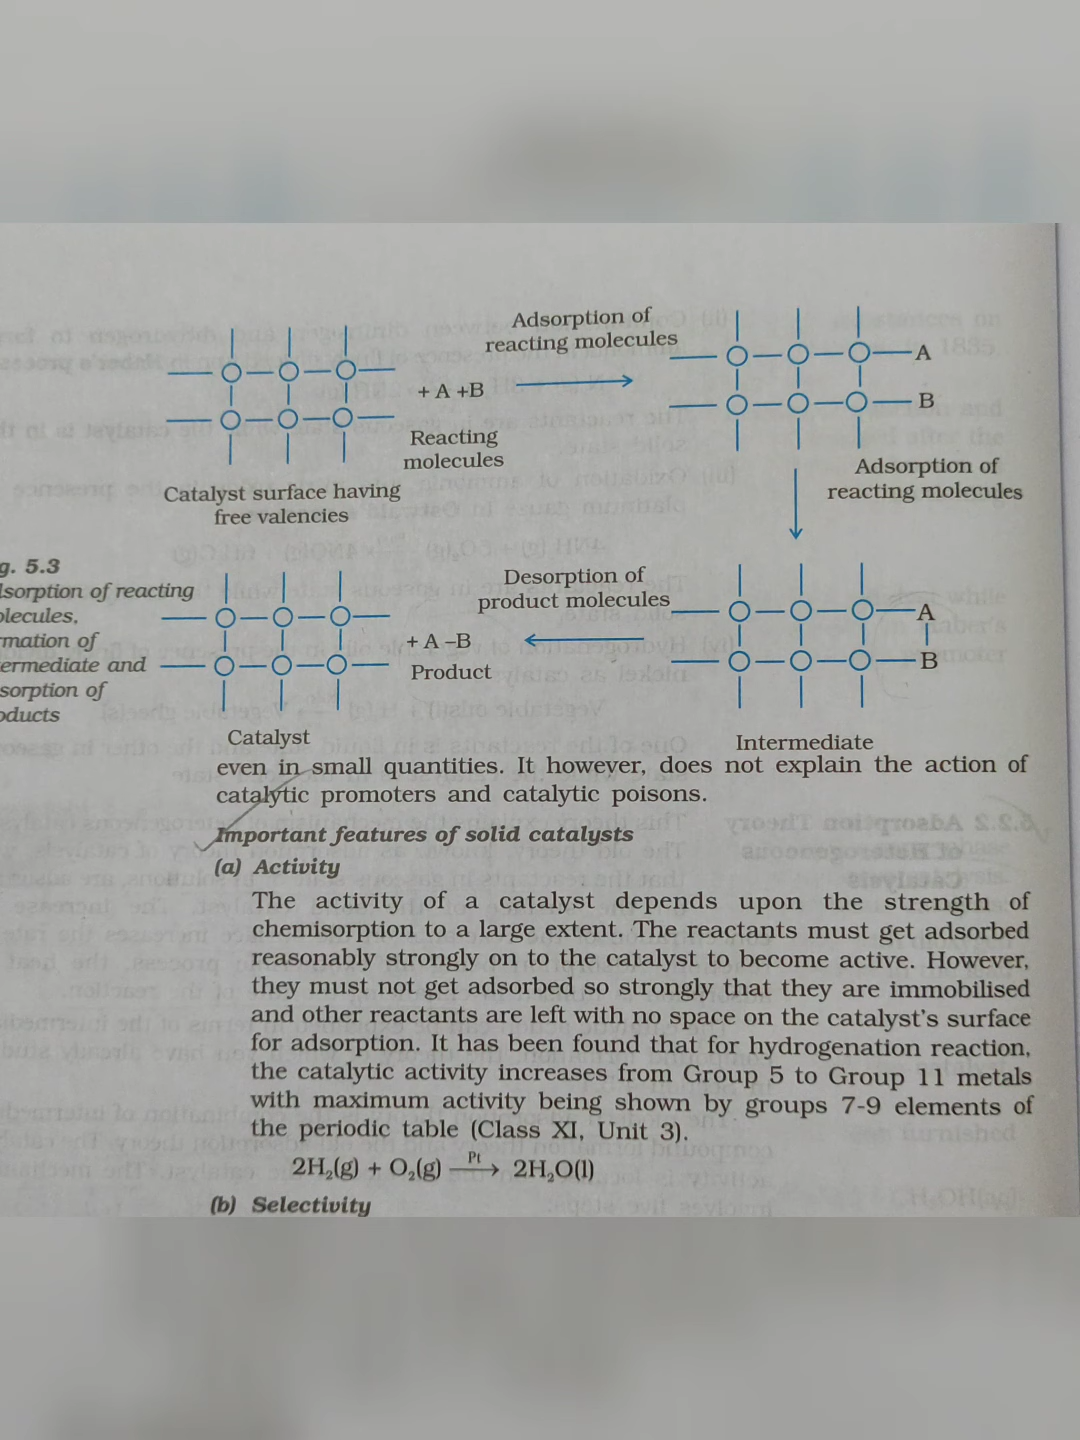 Adsorption of
reacting molecules
+ A +B
Reacting
molecules
Catalyst surface having
free valencies
A
B
Adsorption of
reacting molecules
g. 5.3
sorption of reacting
lecules,
mation of
ermediate and
sorption of
ducts
Desorption of
product molecules
+ A –B
Product
A
B
Catalyst
Intermediate
even in small quantities. It however, does not explain the action of
catalytic promoters and catalytic poisons.
Important features of solid catalysts
(a) Activity
The activity of a catalyst depends upon the strength of
chemisorption to a large extent. The reactants must get adsorbed
reasonably strongly on to the catalyst to become active. However,
they must not get adsorbed so strongly that they are immobilised
and other reactants are left with no space on the catalyst's surface
for adsorption. It has been found that for hydrogenation reaction,
the catalytic activity increases from Group 5 to Group 11 metals
with maximum activity being shown by groups 7-9 elements of
the periodic table (Class XI, Unit 3).
2H₂(g) + O₂(g) —Pt→ 2H₂O(l)
(b) Selectivity